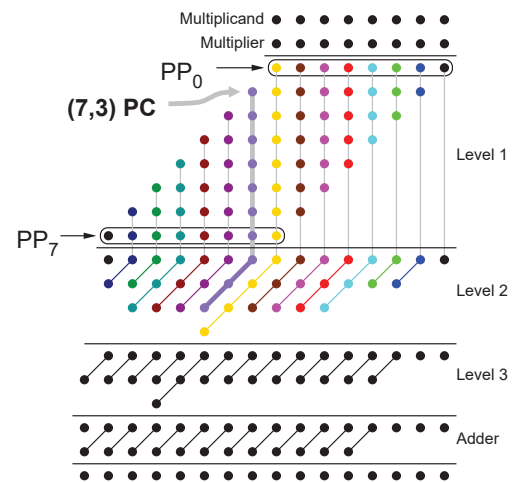 Multiplicand
Multiplier
PP0
(7,3) PC
Level 1
PP7
Level 2
Level 3
Adder